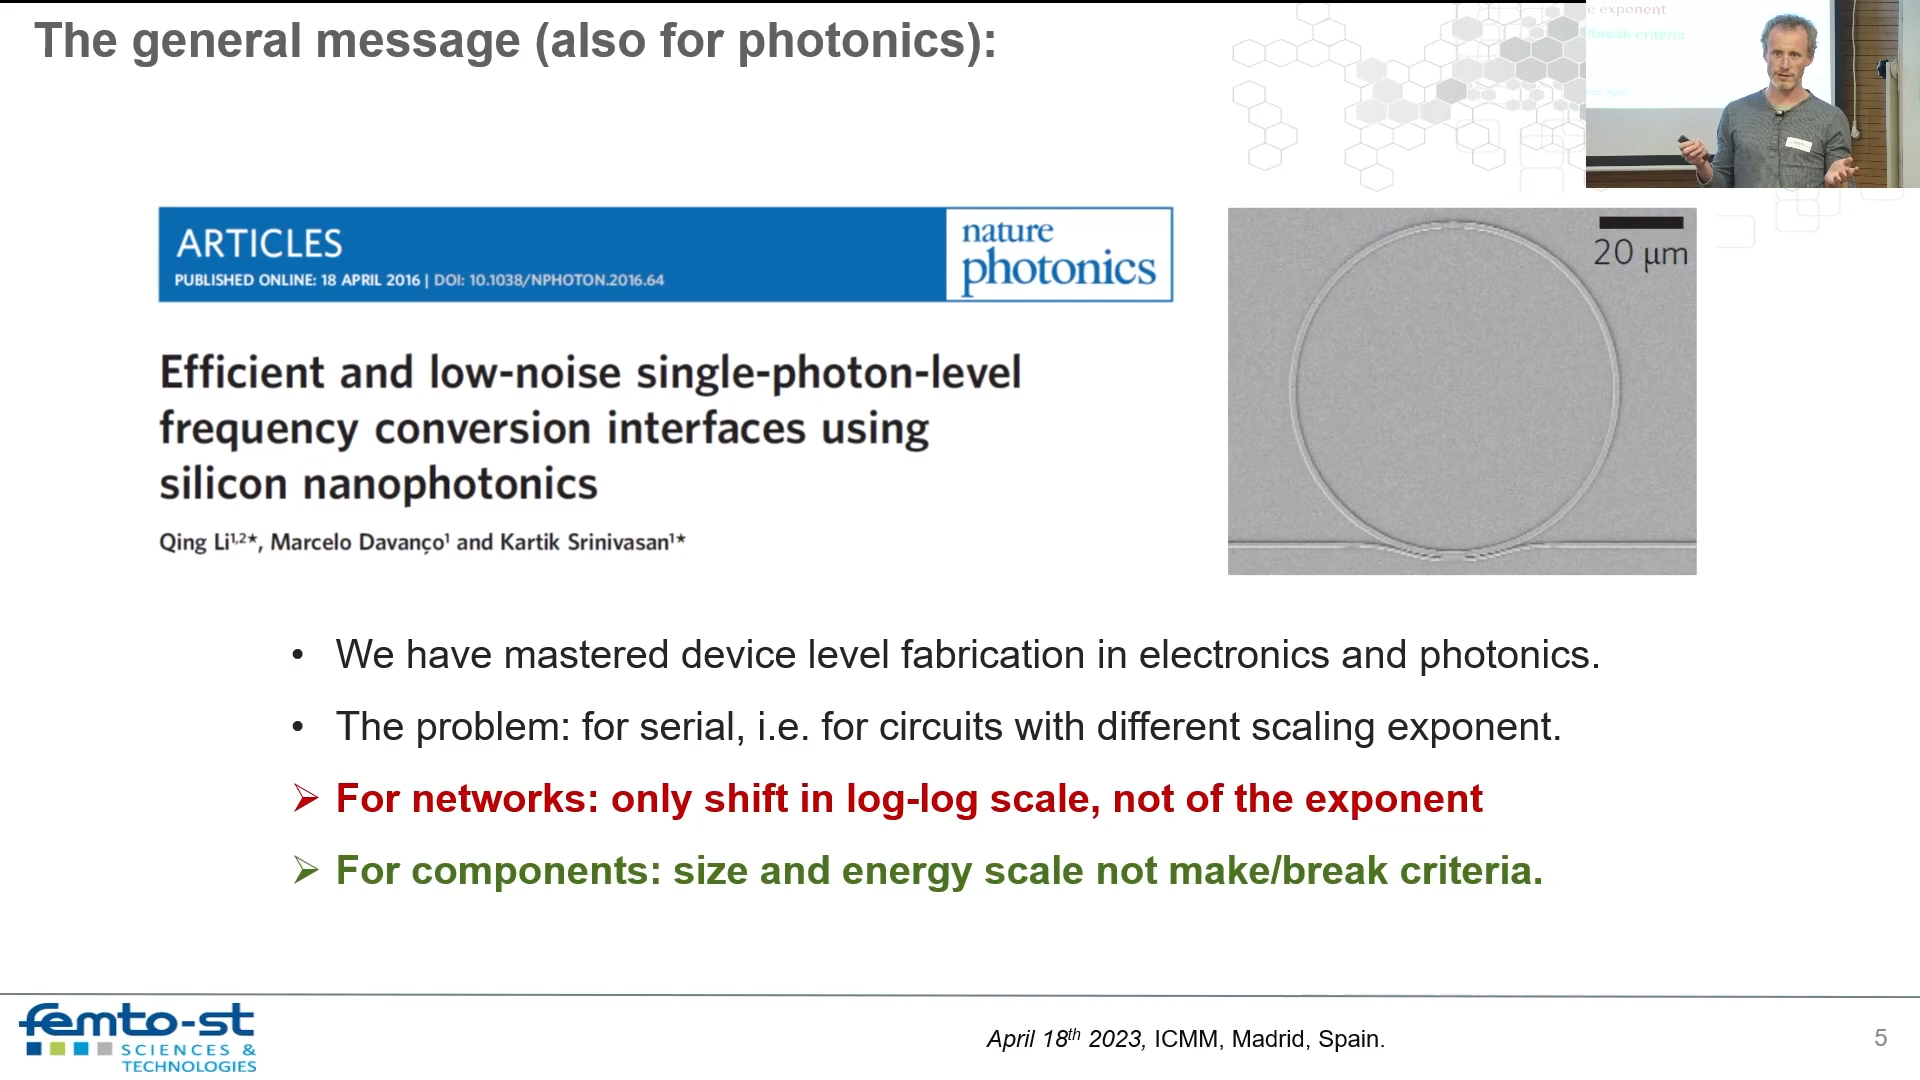 The general message (also for photonics):
e exponent
/break criteria
ARTICLES
PUBLISHED ONLINE: 18 APRIL 2016 | DOI: 10.1038/NPHOTON.2016.64
nature
photonics
20 μm
Efficient and low-noise single-photon-level
frequency conversion interfaces using
silicon nanophotonics
Qing Li1,2*, Marcelo Davanço1 and Kartik Srinivasan1*
• We have mastered device level fabrication in electronics and photonics.
• The problem: for serial, i.e. for circuits with different scaling exponent.
➢ For networks: only shift in log-log scale, not of the exponent
➢ For components: size and energy scale not make/break criteria.
femto-st
SCIENCES &
TECHNOLOGIES
April 18th 2023, ICMM, Madrid, Spain.
5